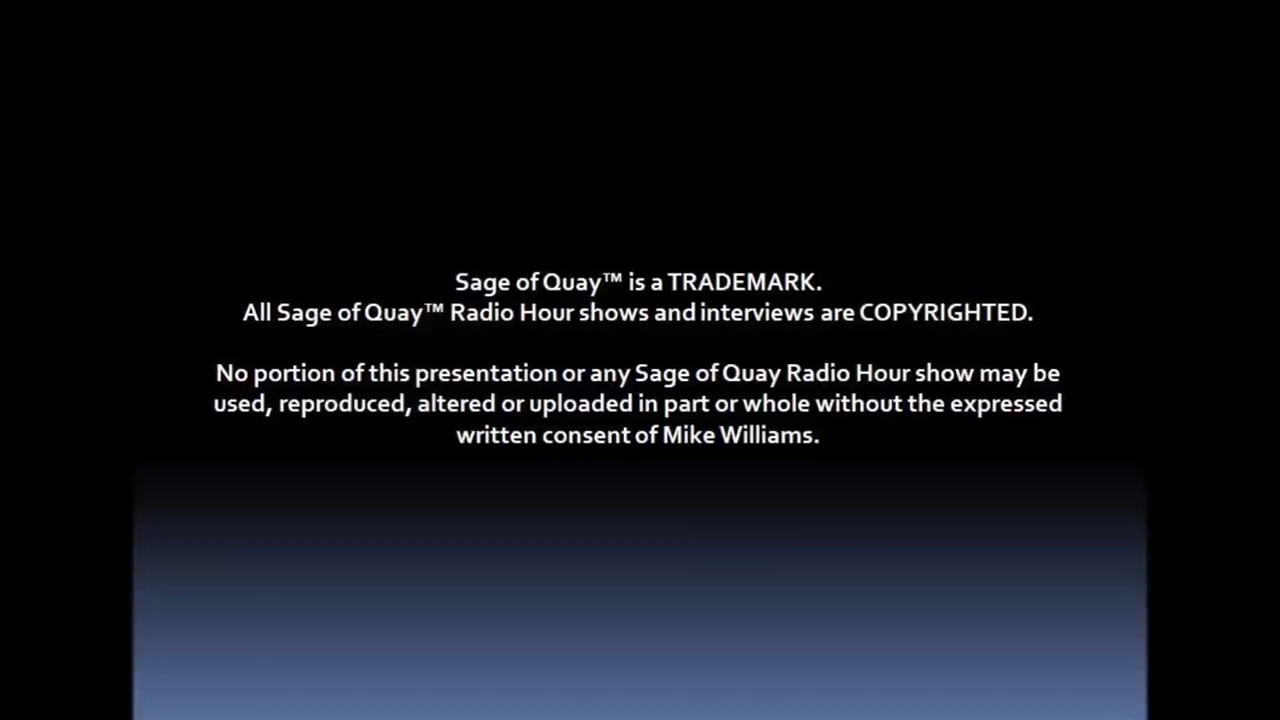 Sage of Quay™ is a TRADEMARK.
All Sage of Quay™ Radio Hour shows and interviews are COPYRIGHTED.
No portion of this presentation or any Sage of Quay Radio Hour show may be
used, reproduced, altered or uploaded in part or whole without the expressed
written consent of Mike Williams.